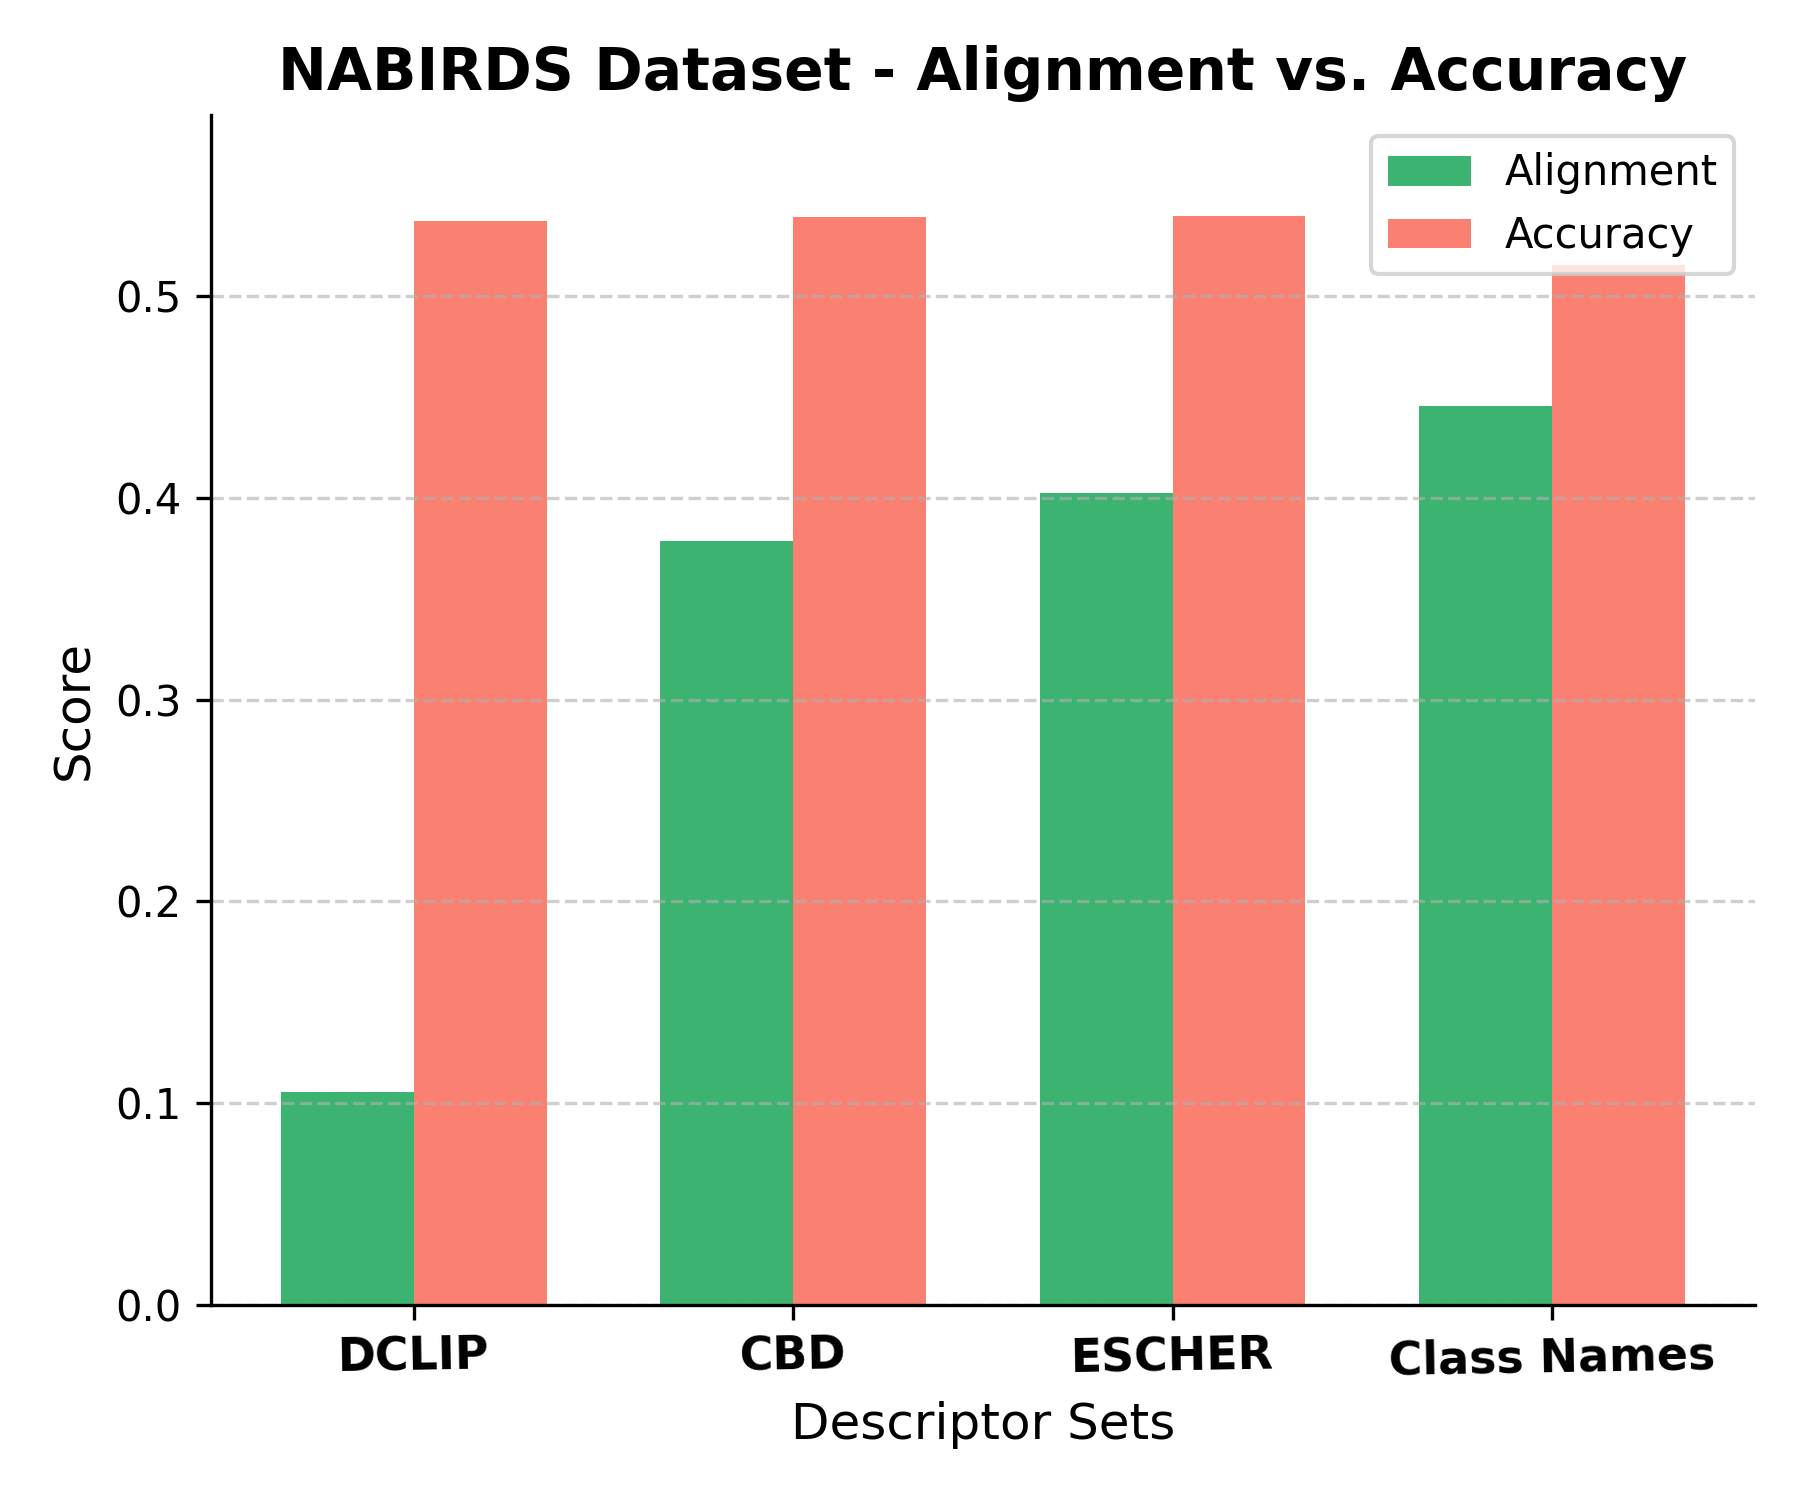 NABIRDS Dataset - Alignment vs. Accuracy
Alignment
Accuracy
Score
0.5
0.4
0.3
0.2
0.1
0.0
DCLIP
CBD
ESCHER
Class Names
Descriptor Sets